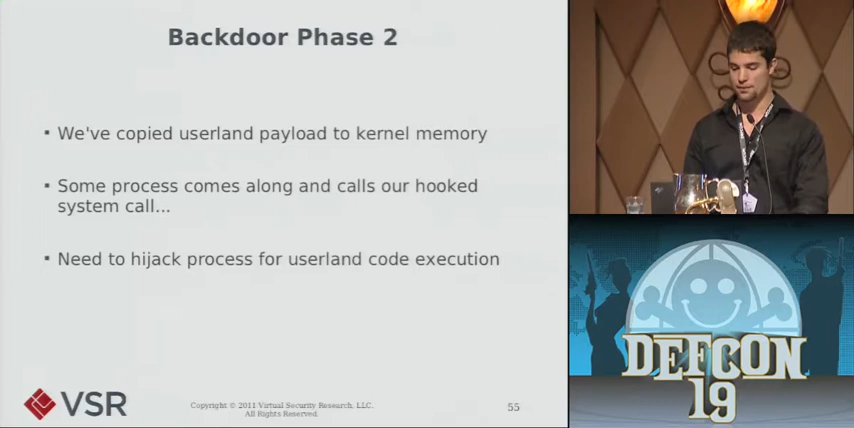 Backdoor Phase 2
▪ We've copied userland payload to kernel memory
▪ Some process comes along and calls our hooked
system call...
▪ Need to hijack process for userland code execution
VSR
Copyright © 2011 Virtual Security Research, LLC.
All Rights Reserved.
55
DEFCON
19